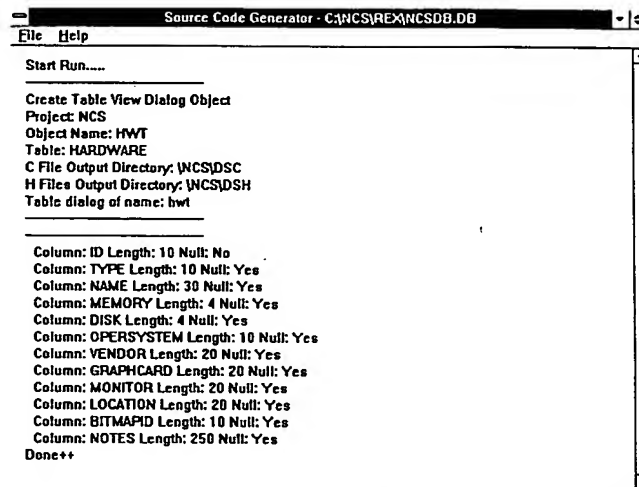 Source Code Generator - C:\NCS\REX\NCSDB.DB
File Help
Start Run.....
Create Table View Dialog Object
Project: NCS
Object Name: HWT
Table: HARDWARE
C File Output Directory: \NCS\DSC
H Files Output Directory: \NCS\DSH
Table dialog of name: hwt
Column: ID Length: 10 Null: No
Column: TYPE Length: 10 Null: Yes
Column: NAME Length: 30 Null: Yes
Column: MEMORY Length: 4 Null: Yes
Column: DISK Length: 4 Null: Yes
Column: OPERSYSTEM Length: 10 Null: Yes
Column: VENDOR Length: 20 Null: Yes
Column: GRAPHCARD Length: 20 Null: Yes
Column: MONITOR Length: 20 Null: Yes
Column: LOCATION Length: 20 Null: Yes
Column: BITMAPID Length: 10 Null: Yes
Column: NOTES Length: 250 Null: Yes
Done++